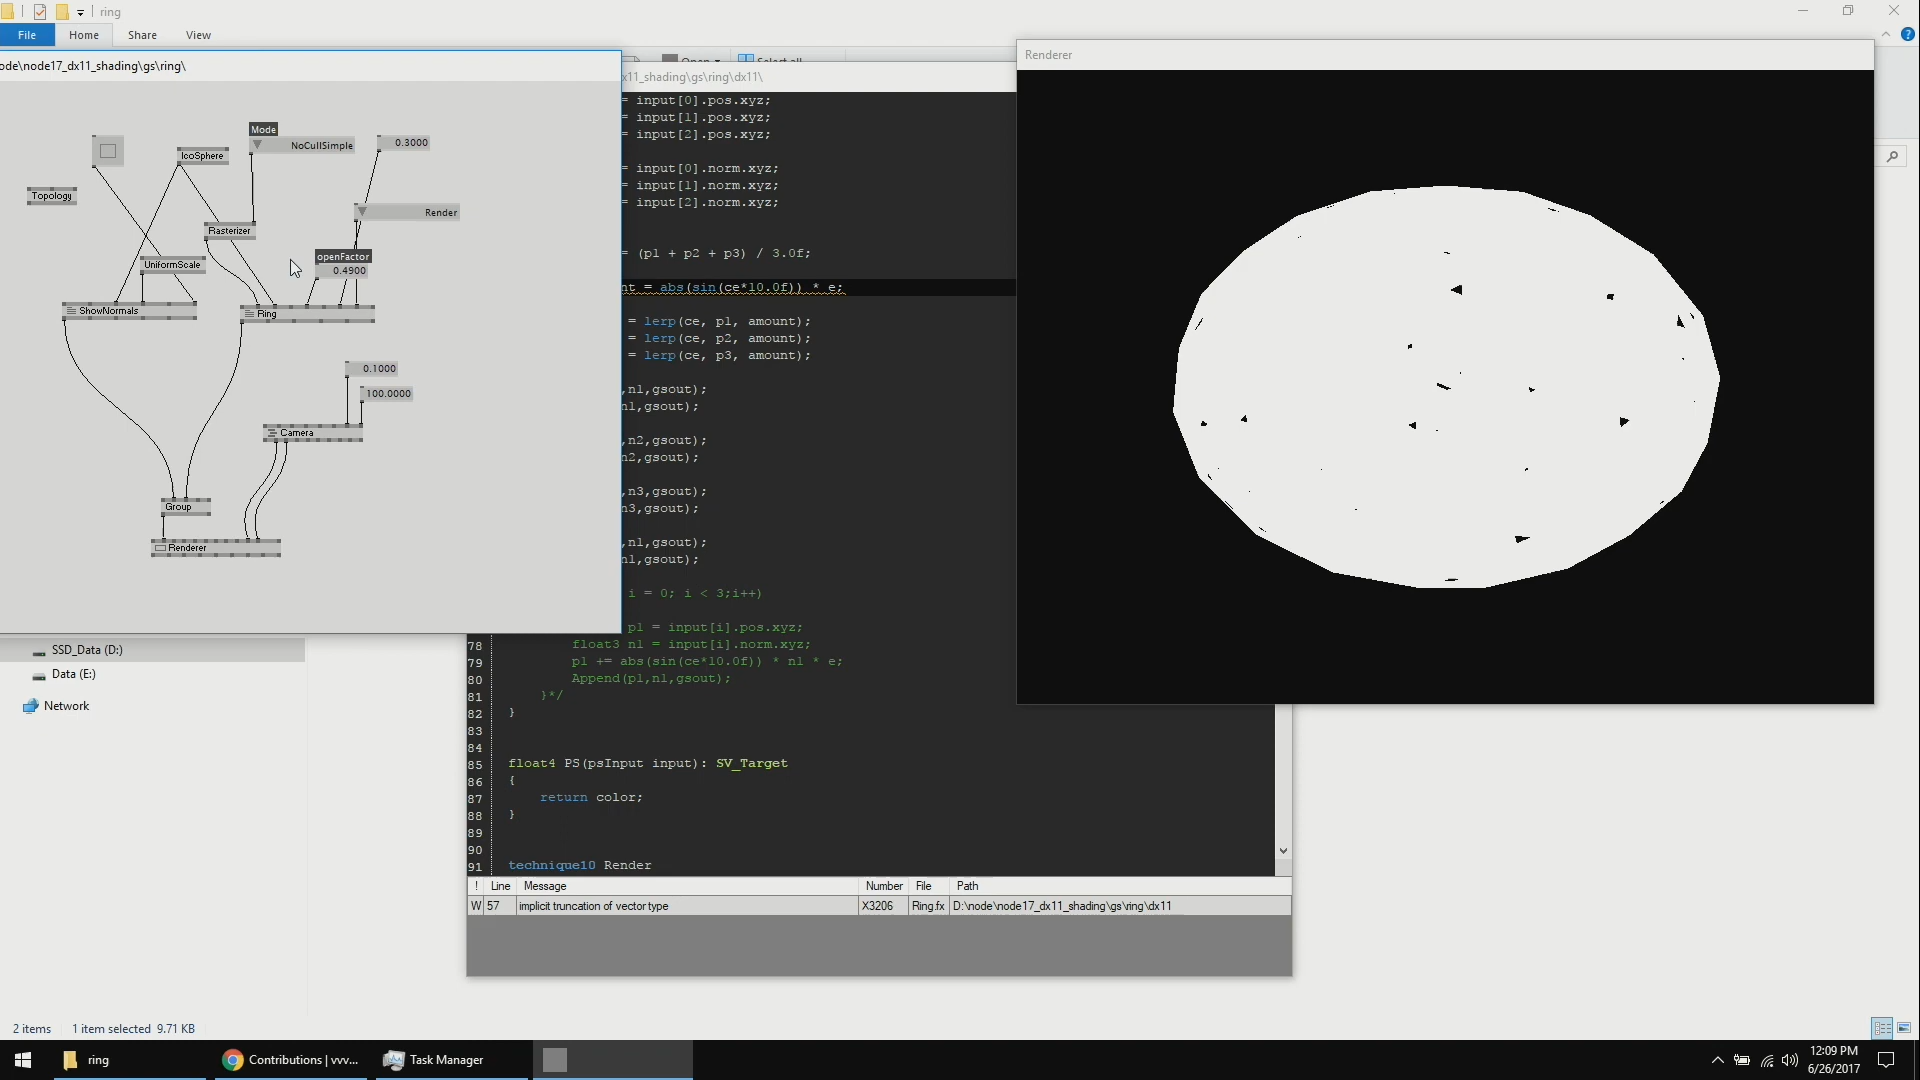 ring
File Home Share View
ode\node17_dx11_shading\gs\ring\
Open Select all
Renderer
x11_shading\gs\ring\dx11\
= input[0].pos.xyz;
= input[1].pos.xyz;
= input[2].pos.xyz;
= input[0].norm.xyz;
= input[1].norm.xyz;
= input[2].norm.xyz;
= (p1 + p2 + p3) / 3.0f;
nt = abs(sin(ce*10.0f)) * e;
= lerp(ce, p1, amount);
= lerp(ce, p2, amount);
= lerp(ce, p3, amount);
,n1,gsout);
n1,gsout);
,n2,gsout);
n2,gsout);
,n3,gsout);
n3,gsout);
,n1,gsout);
n1,gsout);
i = 0; i < 3;i++)
p1 = input[i].pos.xyz;
78 float3 n1 = input[i].norm.xyz;
79 p1 += abs(sin(ce*10.0f)) * n1 * e;
80 Append(p1,n1,gsout);
81 }*/
82 }
83
84
85 float4 PS(psInput input): SV_Target
86 {
87 return color;
88 }
89
90
91 technique10 Render
! Line Message Number File Path
W 57 implicit truncation of vector type X3206 Ring.fx D:\node\node17_dx11_shading\gs\ring\dx11
Mode
NoCullSimple
0.3000
IcoSphere
Topology
Render
Rasterizer
openFactor
0.4900
UniformScale
ShowNormals
Ring
0.1000
100.0000
Camera
Group
Renderer
SSD_Data (D:)
Data (E:)
Network
2 items 1 item selected 9.71 KB
ring
Contributions | vvv...
Task Manager
12:09 PM
6/26/2017